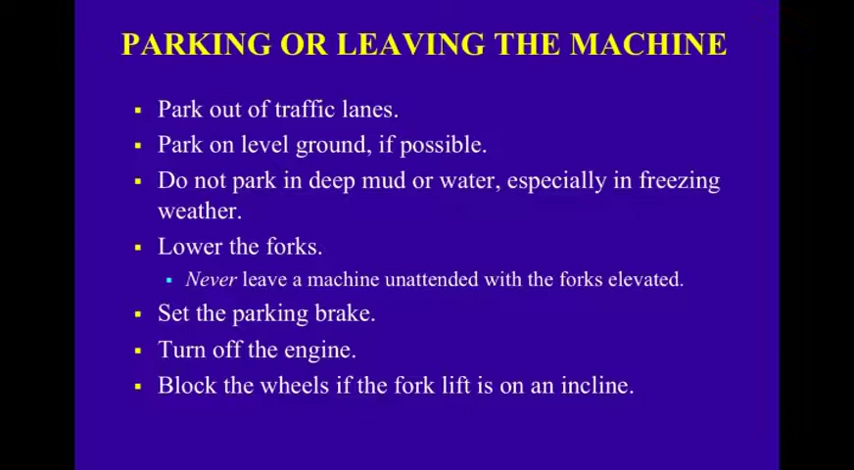 PARKING OR LEAVING THE MACHINE
Park out of traffic lanes.
Park on level ground, if possible.
Do not park in deep mud or water, especially in freezing
weather.
Lower the forks.
Never leave a machine unattended with the forks elevated.
Set the parking brake.
Turn off the engine.
Block the wheels if the fork lift is on an incline.